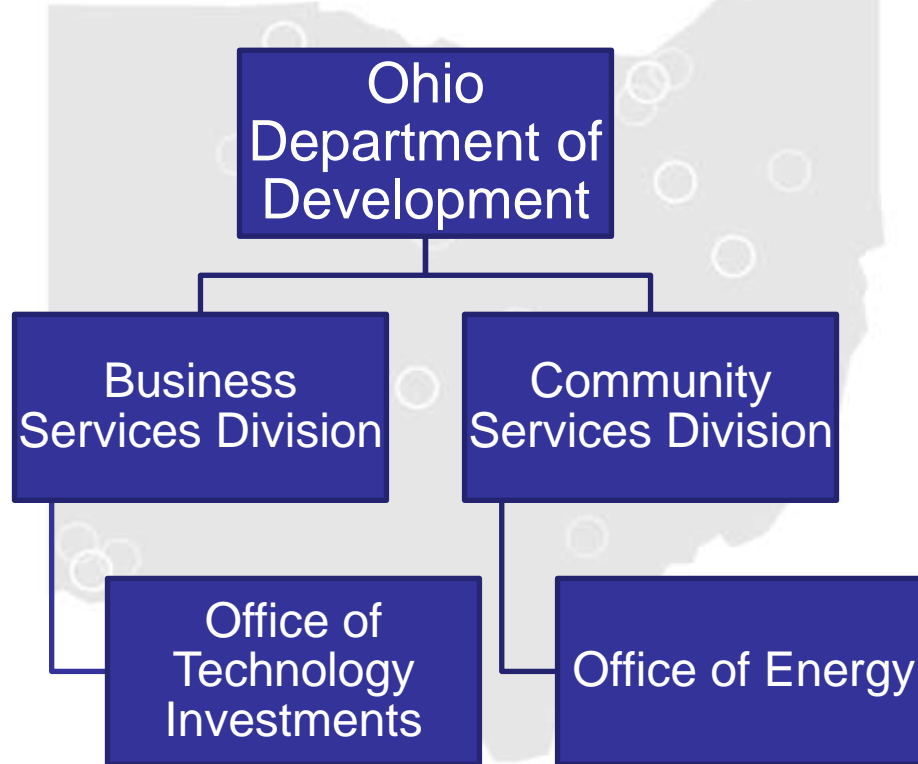 Ohio
Department of
Development
Business
Services Division
Community
Services Division
Office of
Technology
Investments
Office of Energy